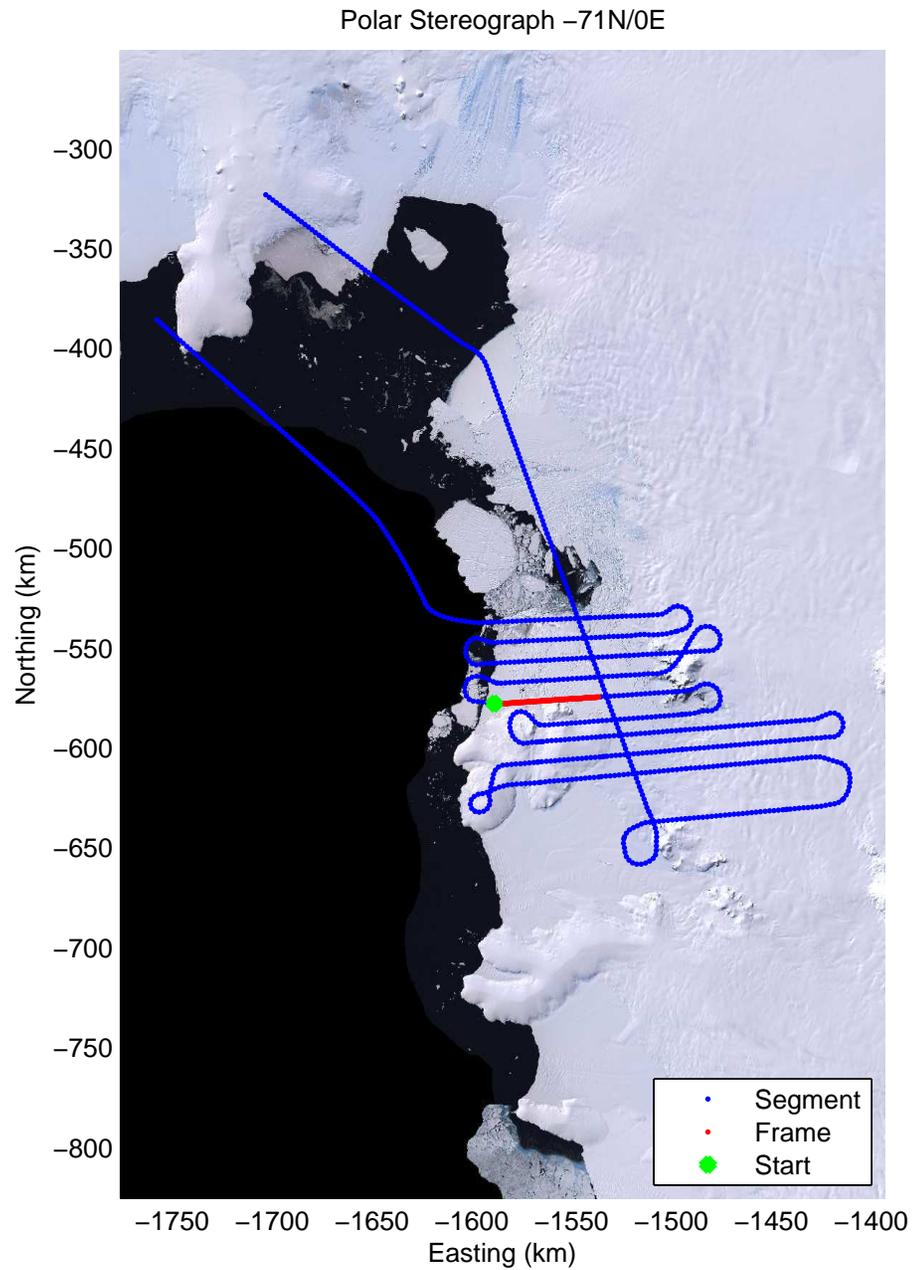 Polar Stereograph −71N/0E
−300
−350
−400
−450
−500
−550
−600
−650
−700
−750
−800
Northing (km)
Segment
Frame
Start
−1750 −1700 −1650 −1600 −1550 −1500 −1450 −1400
Easting (km)